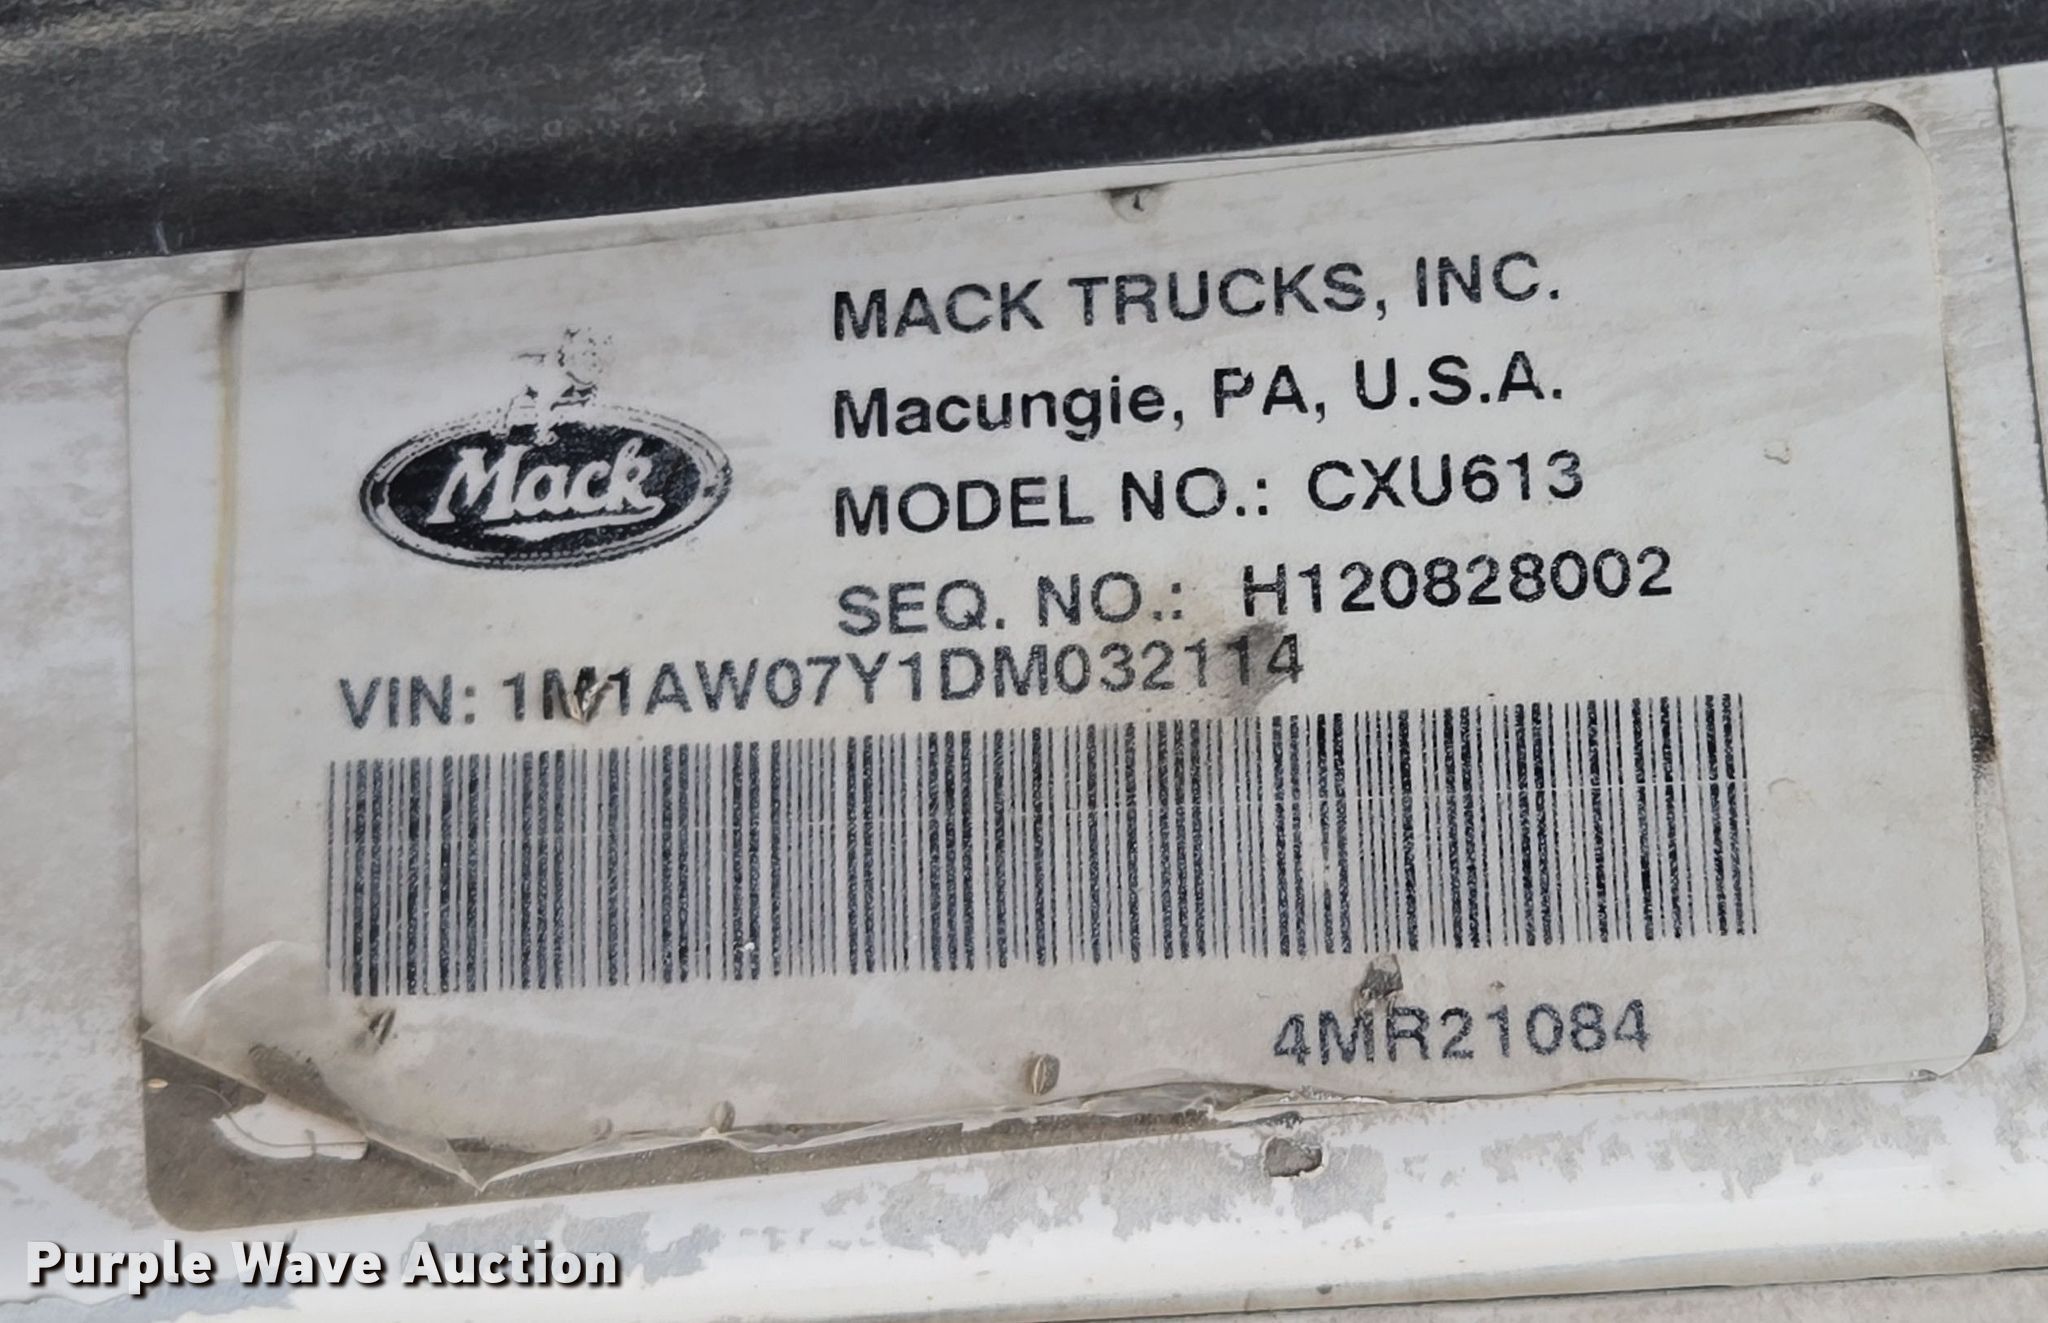 MACK TRUCKS, INC.
Macungie, PA, U.S.A.
Mack
MODEL NO.: CXU613
SEQ. NO.: H120828002
VIN: 1M1AW07Y1DM032114
4MR21084
Purple Wave Auction